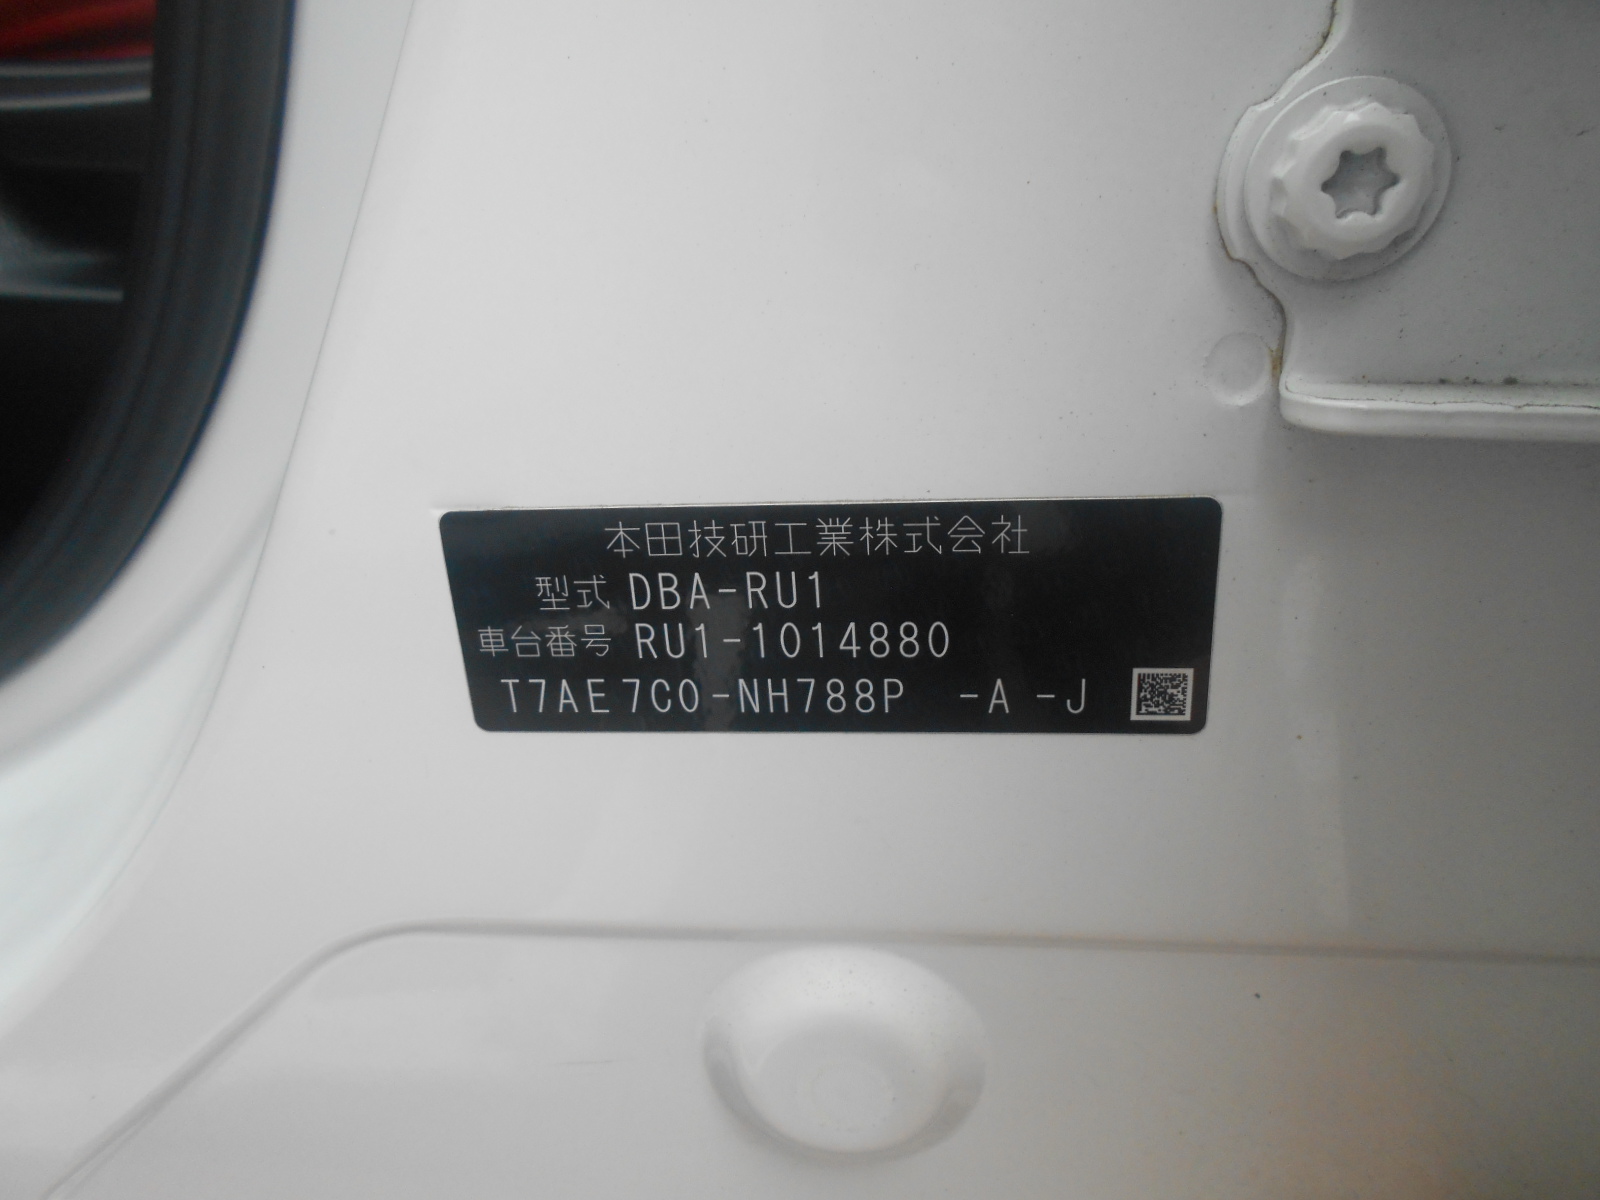 本田技研工業株式会社
型式 DBA-RU1
車台番号 RU1-1014880
T7AE7C0-NH788P -A -J